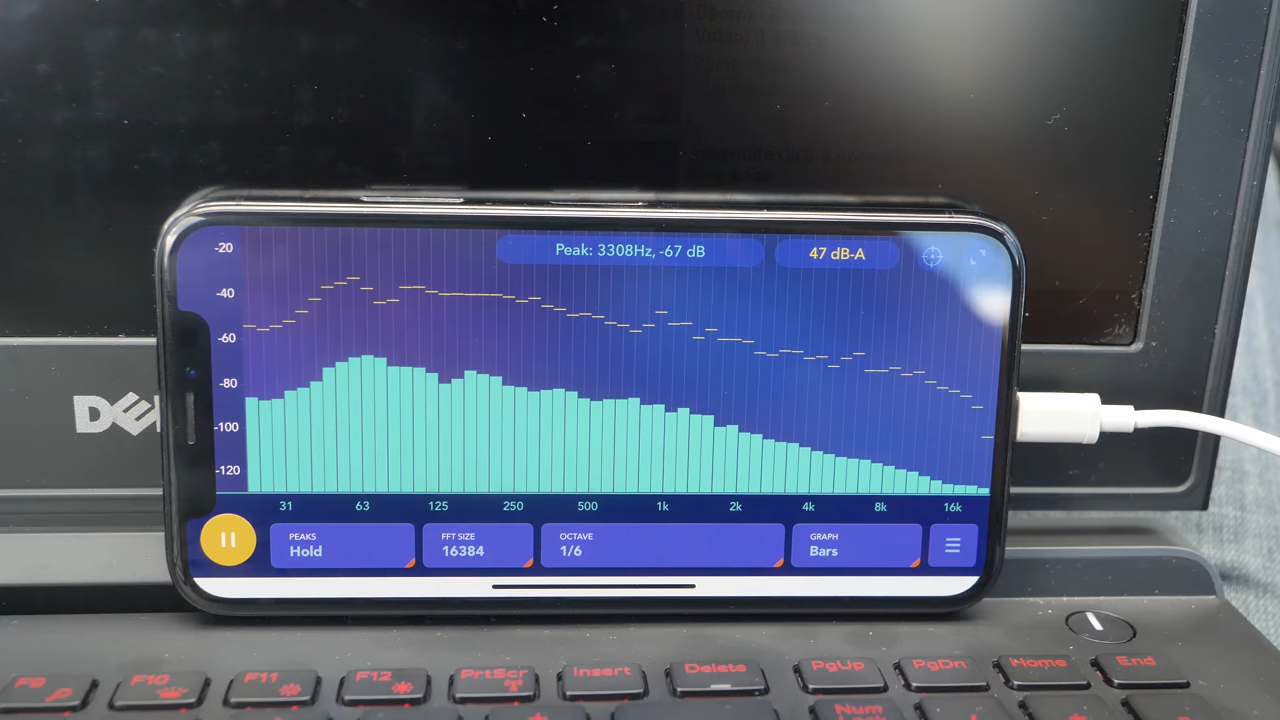 Peak: 3308Hz, -67 dB
47 dB-A
-20
-40
-60
-80
-100
-120
31 63 125 250 500 1k 2k 4k 8k 16k
PEAKS
Hold
FFT SIZE
16384
OCTAVE
1/6
GRAPH
Bars
F9 F10 F11 F12 PrtScr Insert Delete PgUp PgDn Home End
Num